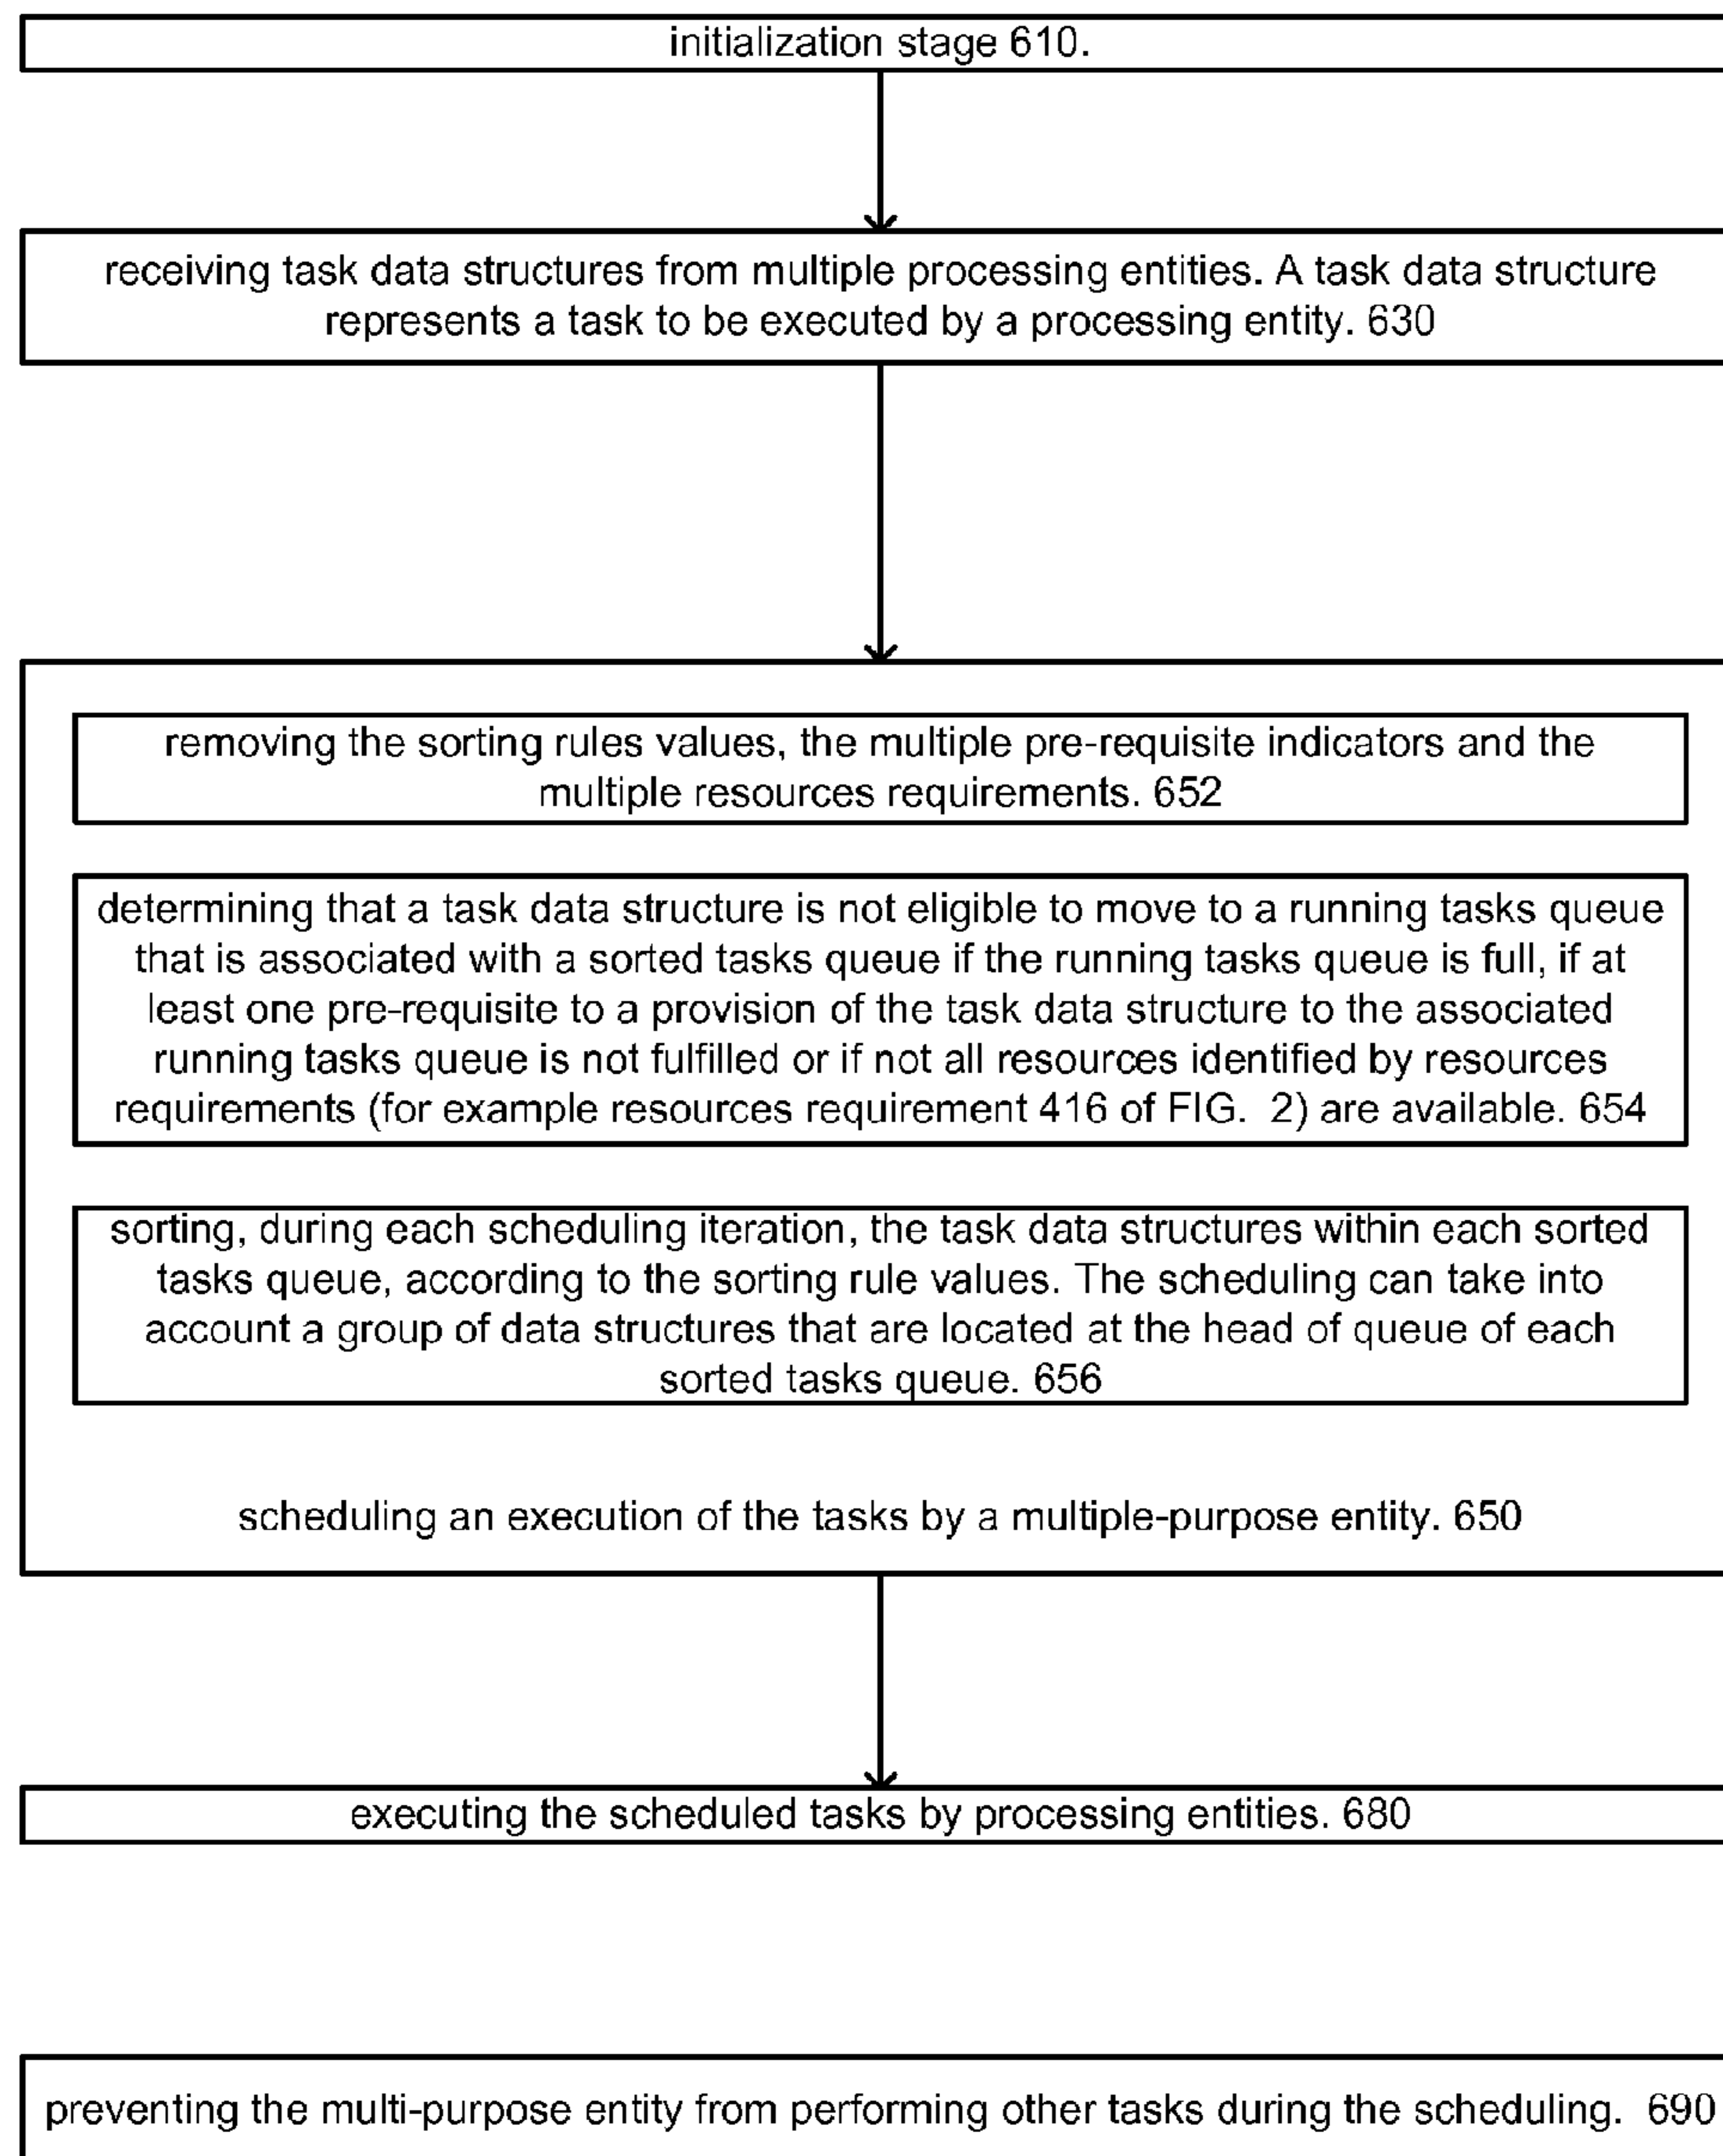 initialization stage 610.
receiving task data structures from multiple processing entities. A task data structure
represents a task to be executed by a processing entity. 630
removing the sorting rules values, the multiple pre-requisite indicators and the
multiple resources requirements. 652
determining that a task data structure is not eligible to move to a running tasks queue
that is associated with a sorted tasks queue if the running tasks queue is full, if at
least one pre-requisite to a provision of the task data structure to the associated
running tasks queue is not fulfilled or if not all resources identified by resources
requirements (for example resources requirement 416 of FIG. 2) are available. 654
sorting, during each scheduling iteration, the task data structures within each sorted
tasks queue, according to the sorting rule values. The scheduling can take into
account a group of data structures that are located at the head of queue of each
sorted tasks queue. 656
scheduling an execution of the tasks by a multiple-purpose entity. 650
executing the scheduled tasks by processing entities. 680
preventing the multi-purpose entity from performing other tasks during the scheduling. 690